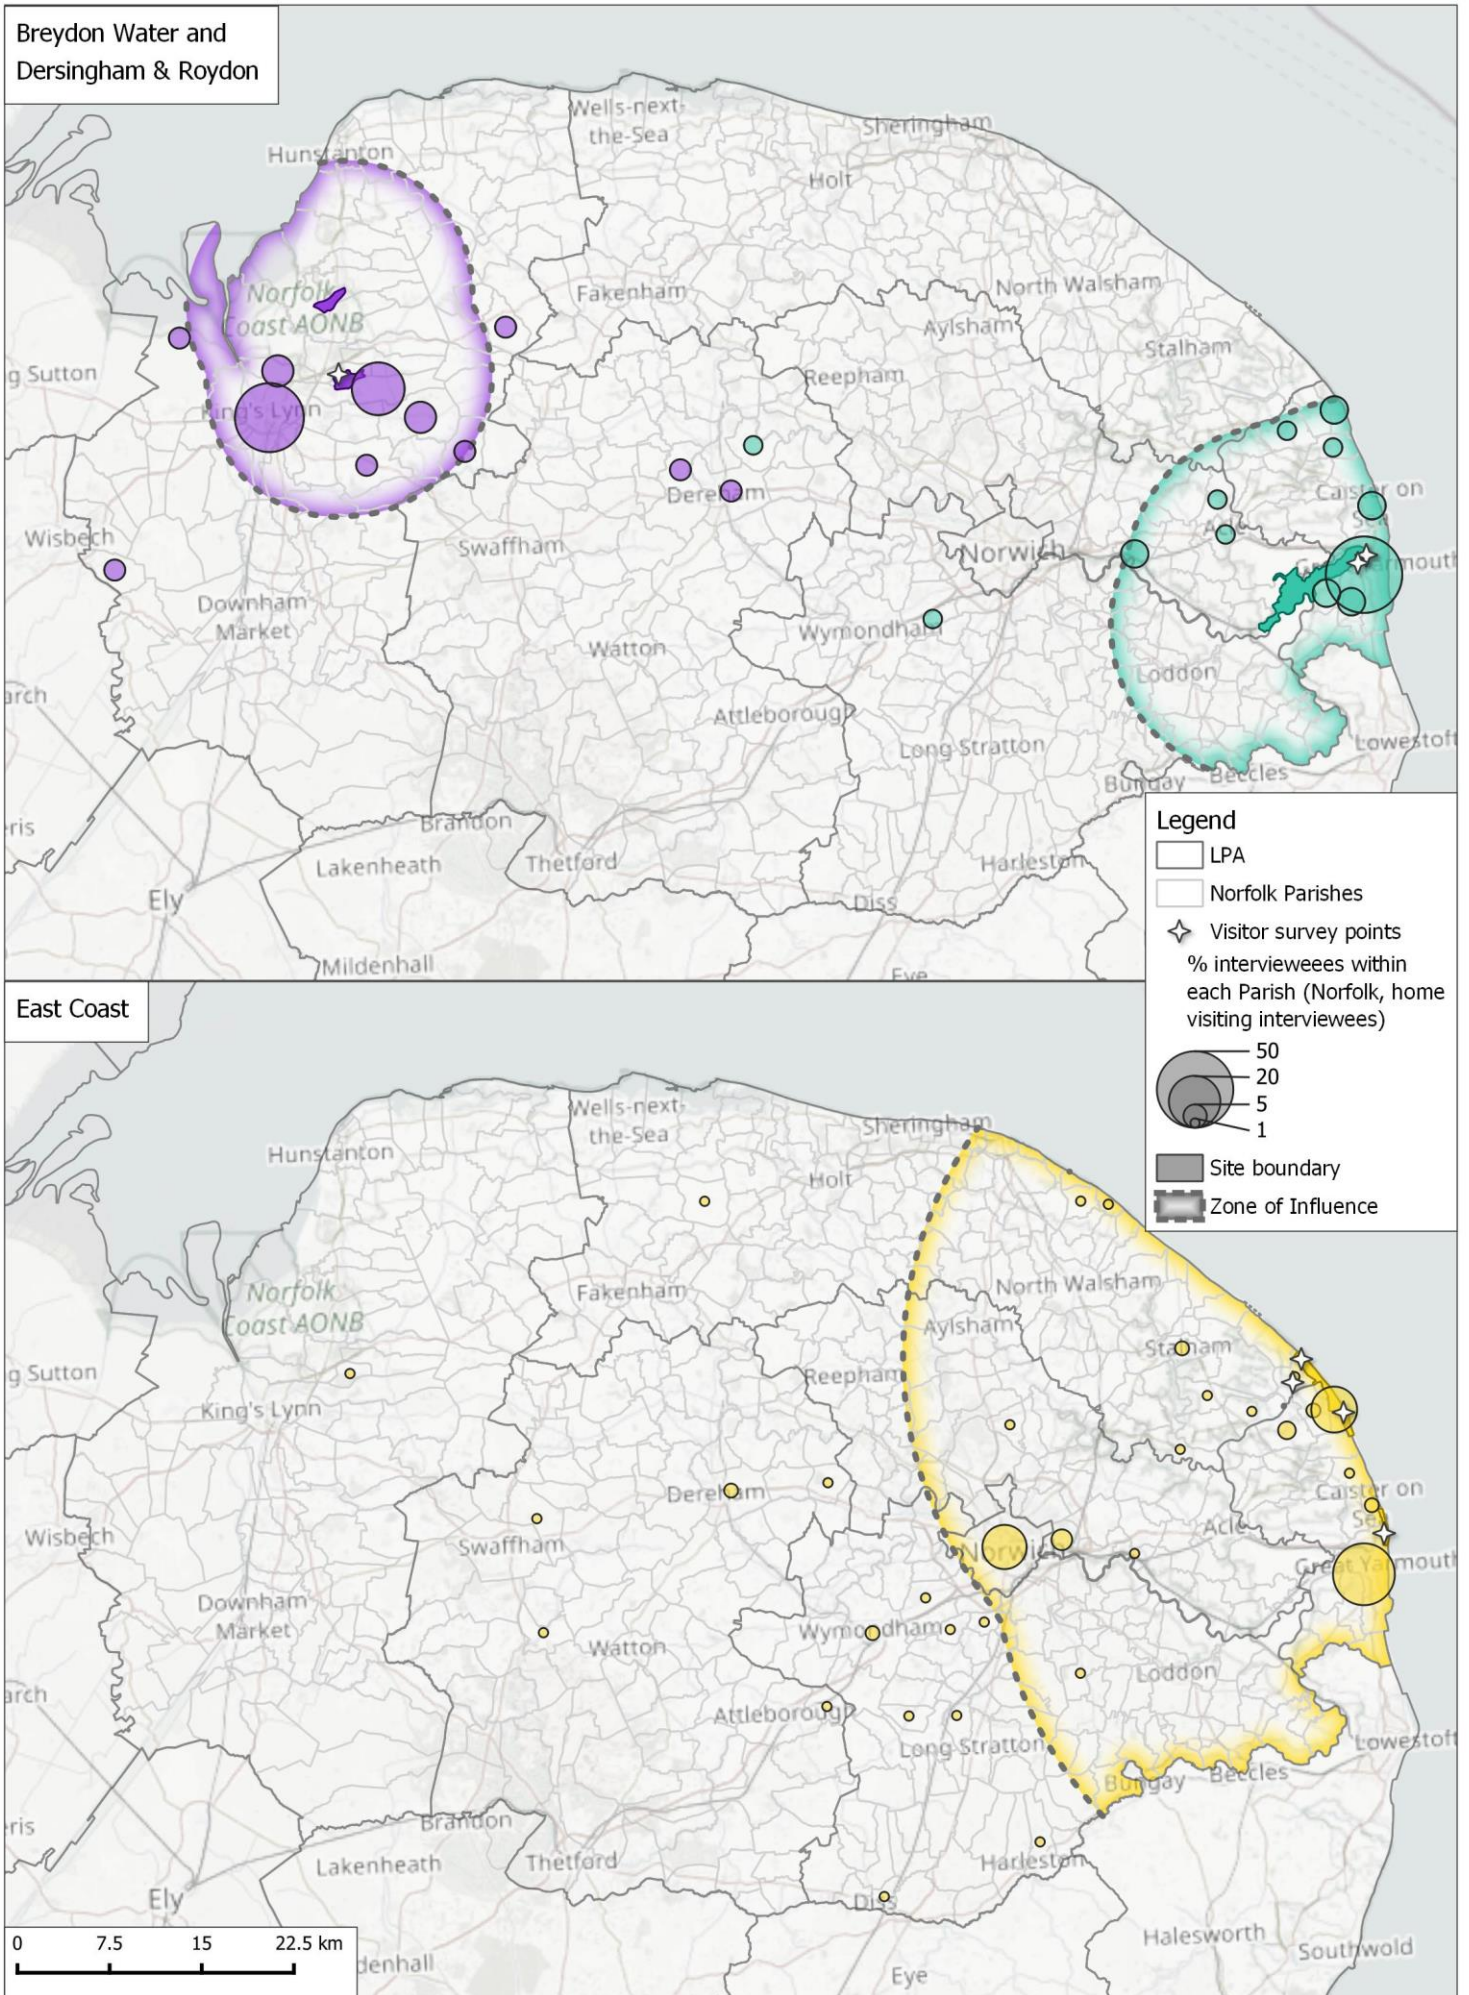 Breydon Water and
Dersingham & Roydon
Wells-next-
the-Sea
Sheringham
Hunstanton
Holt
Norfolk
Coast AONB
Fakenham
North Walsham
Aylsham
Stalham
g Sutton
Reepham
King's Lynn
Dereham
Caister on
Sea
Acle
Wisbech
Swaffham
Norwich
Great Yarmouth
Downham
Market
Wymondham
Watton
Loddon
arch
Attleborough
Long Stratton
Lowestoft
Bungay
Beccles
eris
Brandon
Lakenheath
Thetford
Harleston
Ely
Diss
Mildenhall
Eye
Legend
LPA
Norfolk Parishes
Visitor survey points
% intervieweees within
each Parish (Norfolk, home
visiting interviewees)
50
20
5
1
Site boundary
Zone of Influence
East Coast
Wells-next-
the-Sea
Sheringham
Hunstanton
Holt
Norfolk
Coast AONB
Fakenham
North Walsham
Aylsham
Stalham
g Sutton
Reepham
King's Lynn
Dereham
Caister on
Sea
Acle
Wisbech
Swaffham
Norwich
Great Yarmouth
Downham
Market
Wymondham
Watton
Loddon
arch
Attleborough
Long Stratton
Lowestoft
Bungay
Beccles
eris
Brandon
Lakenheath
Thetford
Harleston
Ely
Diss
Halesworth
Southwold
denhall
Eye
0 7.5 15 22.5 km